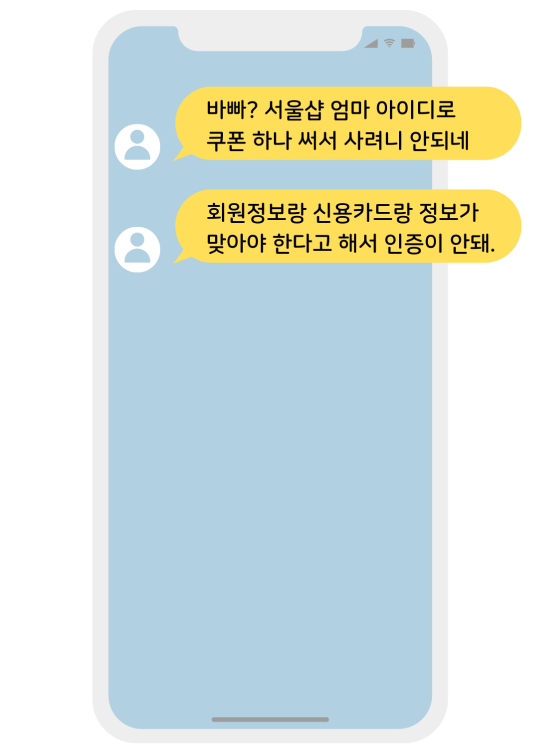 바빠? 서울샵 엄마 아이디로
쿠폰 하나 써서 사려니 안되네
회원정보랑 신용카드랑 정보가
맞아야 한다고 해서 인증이 안돼.